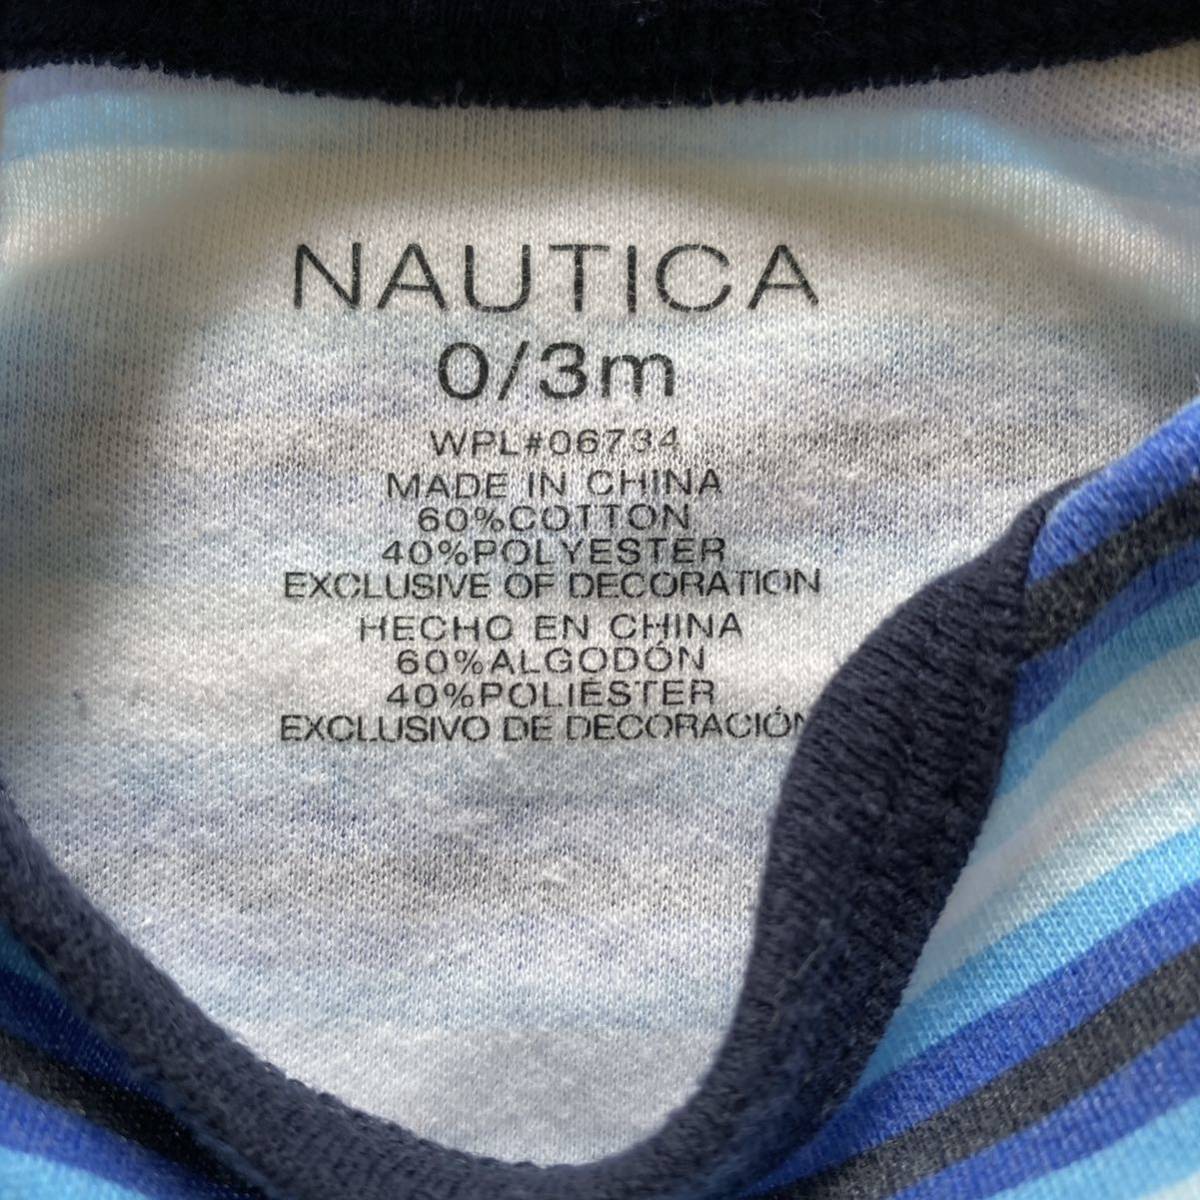 NAUTICA
0/3m
WPL#06734
MADE IN CHINA
60%COTTON
40%POLYESTER
EXCLUSIVE OF DECORATION
HECHO EN CHINA
60%ALGODÓN
40%POLIÉSTER
EXCLUSIVO DE DECORACIÓN